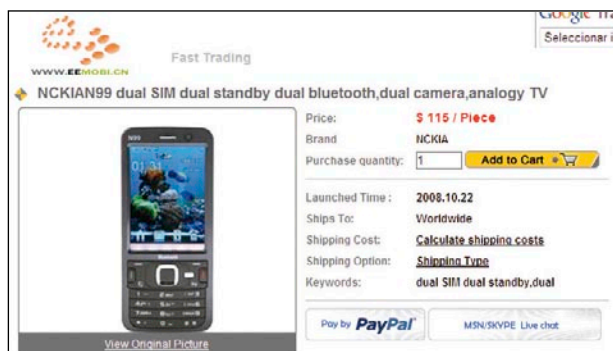 Google Tra
Seleccionar i
Fast Trading
WWW.EEMOBI.CN
NCKIAN99 dual SIM dual standby dual bluetooth,dual camera,analogy TV
Price: $ 115 / Piece
Brand NCKIA
Purchase quantity: 1 Add to Cart
Launched Time : 2008.10.22
Ships To: Worldwide
Shipping Cost: Calculate shipping costs
Shipping Option: Shipping Type
Keywords: dual SIM dual standby,dual
N99
01:31
Pay by PayPal
MSN/SKYPE Live chat
View Original Picture